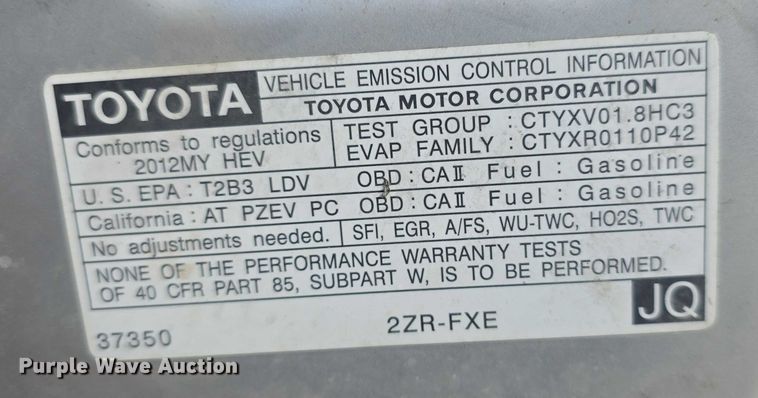 TOYOTA
VEHICLE EMISSION CONTROL INFORMATION
TOYOTA MOTOR CORPORATION
Conforms to regulations
2012MY HEV
TEST GROUP : CTYXV01.8HC3
EVAP FAMILY : CTYXR0110P42
U. S. EPA : T2B3 LDV OBD : CAⅡ Fuel : Gasoline
California : AT PZEV PC OBD : CAⅡ Fuel : Gasoline
No adjustments needed. SFI, EGR, A/FS, WU-TWC, HO2S, TWC
NONE OF THE PERFORMANCE WARRANTY TESTS
OF 40 CFR PART 85, SUBPART W, IS TO BE PERFORMED.
37350 2ZR-FXE JQ
Purple Wave Auction